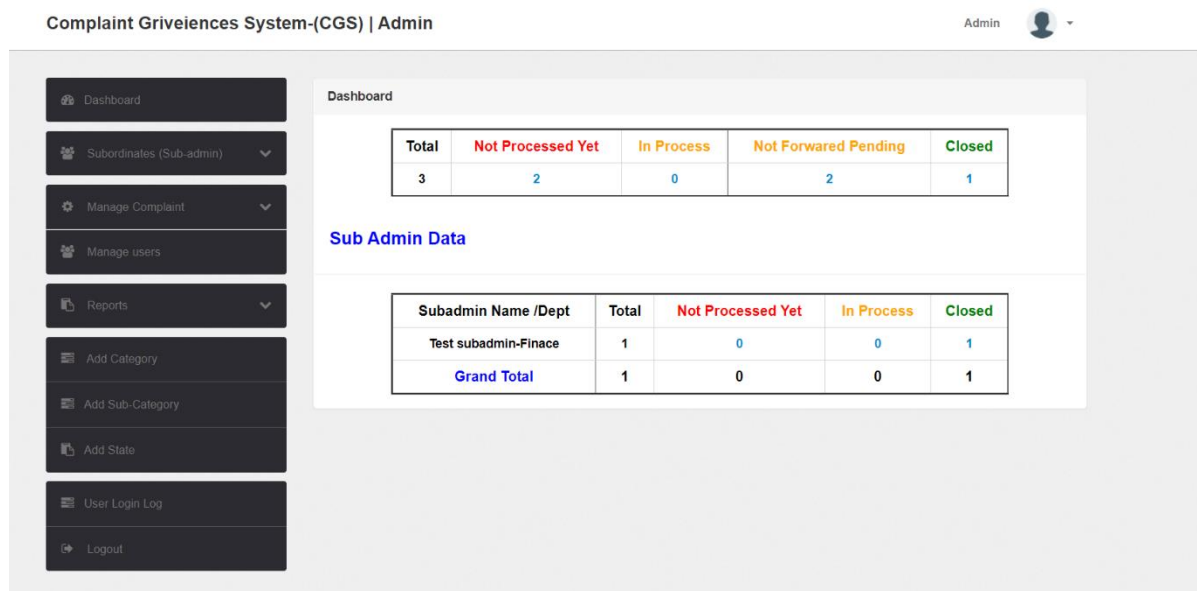 Complaint Griveiences System-(CGS) | Admin
Admin
Dashboard
Subordinates (Sub-admin)
Manage Complaint
Manage users
Reports
Add Category
Add Sub-Category
Add State
User Login Log
Logout
Dashboard
Total Not Processed Yet In Process Not Forwared Pending Closed
3 2 0 2 1
Sub Admin Data
Subadmin Name /Dept Total Not Processed Yet In Process Closed
Test subadmin-Finace 1 0 0 1
Grand Total 1 0 0 1